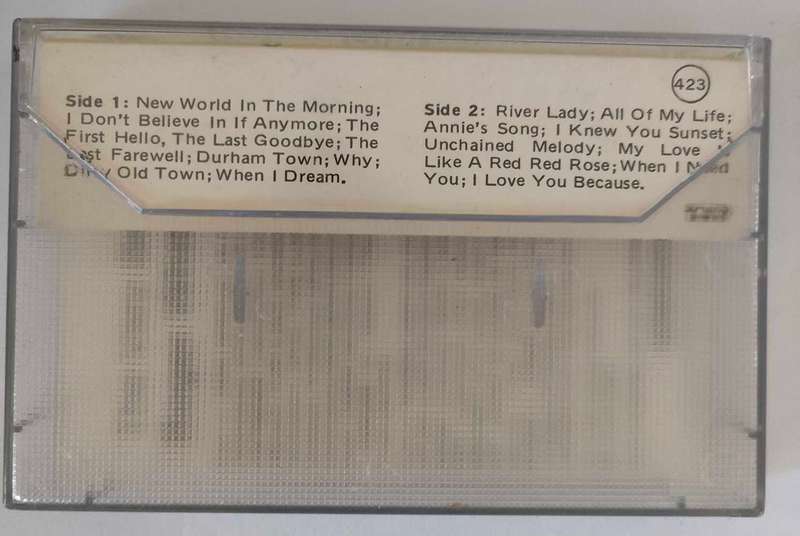 423
Side 1: New World In The Morning;
I Don't Believe In If Anymore; The
First Hello, The Last Goodbye; The
Last Farewell; Durham Town; Why;
Dirty Old Town; When I Dream.
Side 2: River Lady; All Of My Life;
Annie's Song; I Knew You Sunset;
Unchained Melody; My Love
Like A Red Red Rose; When I Need
You; I Love You Because.